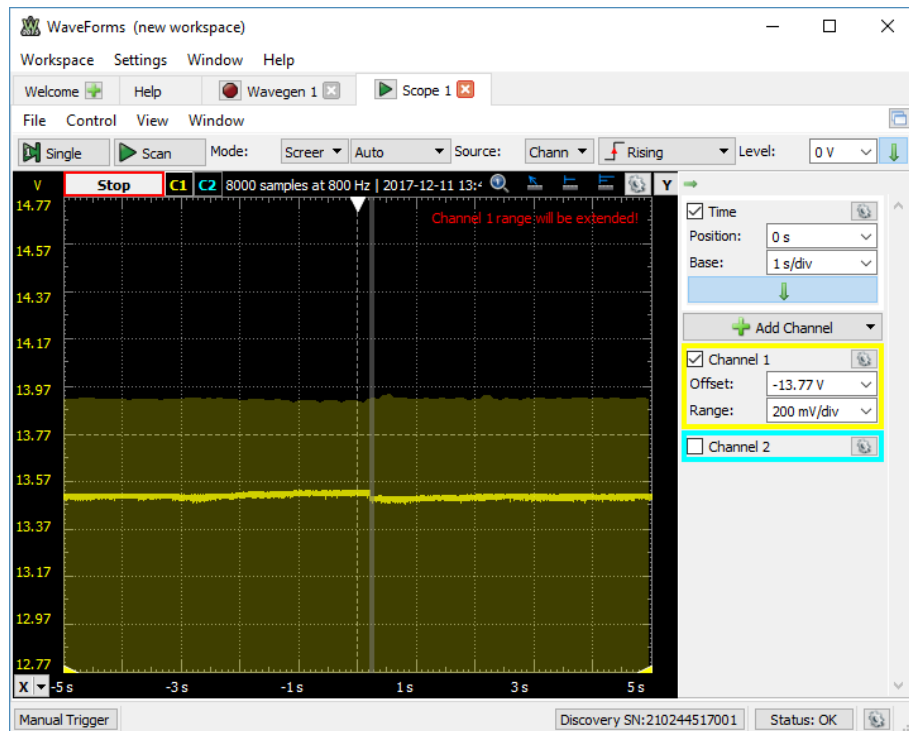 WaveForms (new workspace)
Workspace Settings Window Help
Welcome Help Wavegen 1 Scope 1
File Control View Window
Single Scan Mode: Screer Auto Source: Chann Rising Level: 0 V
V Stop C1 C2 8000 samples at 800 Hz | 2017-12-11 13:4 Y
Channel 1 range will be extended!
14.77
14.57
14.37
14.17
13.97
13.77
13.57
13.37
13.17
12.97
12.77
X -5 s -3 s -1 s 1 s 3 s 5 s
Time
Position: 0 s
Base: 1 s/div
Add Channel
Channel 1
Offset: -13.77 V
Range: 200 mV/div
Channel 2
Manual Trigger Discovery SN:210244517001 Status: OK